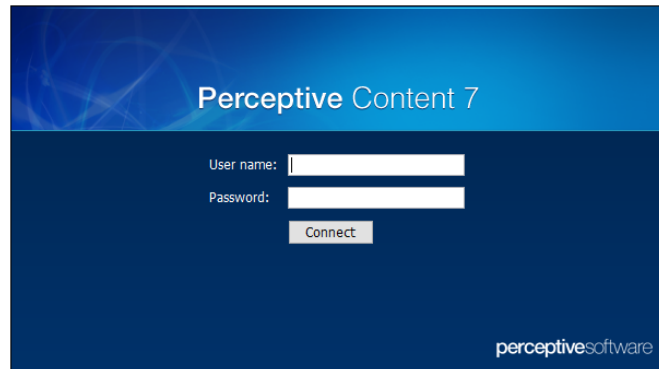 Perceptive Content 7
User name:
Password:
Connect
perceptivesoftware